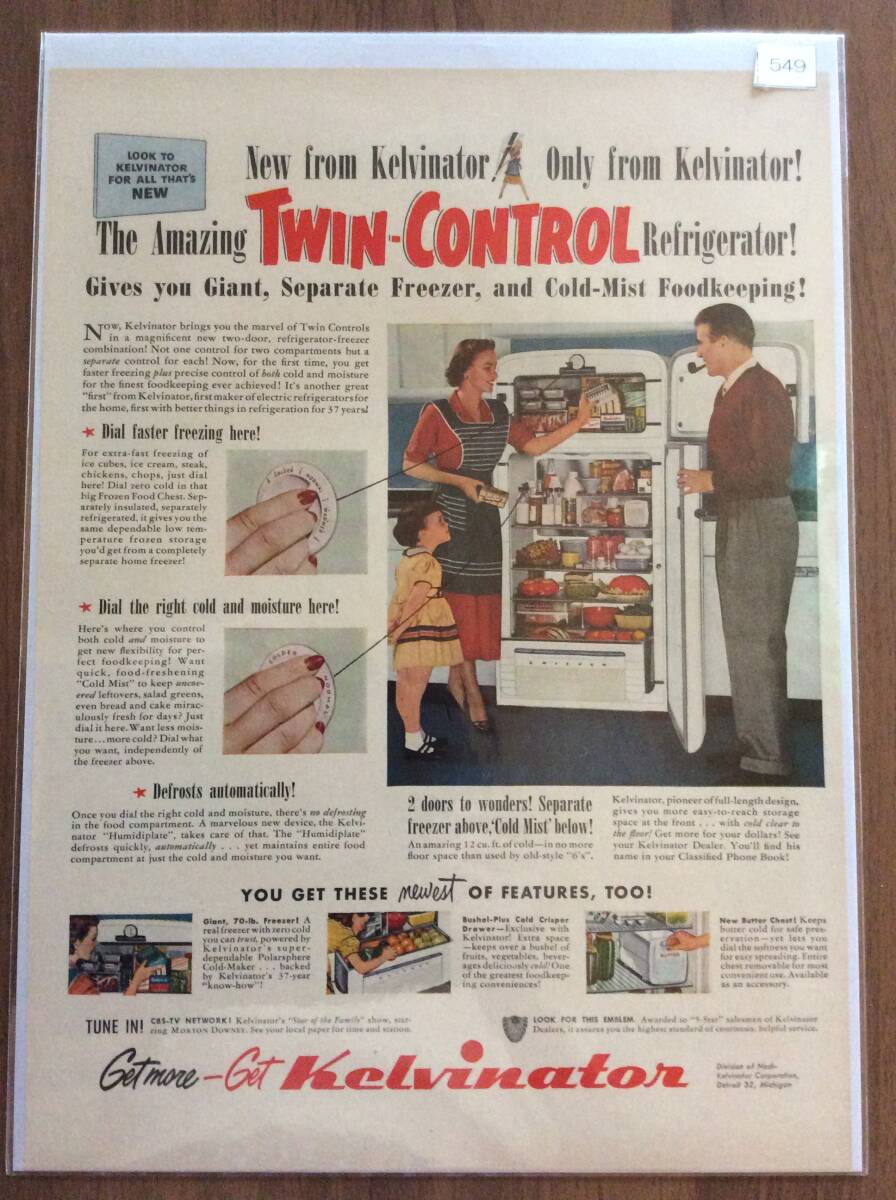 549
LOOK TO
KELVINATOR
FOR ALL THAT'S
NEW
New from Kelvinator! Only from Kelvinator!
The Amazing TWIN-CONTROL Refrigerator!
Gives you Giant, Separate Freezer, and Cold-Mist Foodkeeping!
Now, Kelvinator brings you the marvel of Twin Controls
in a magnificent new two-door, refrigerator-freezer
combination! Not one control for two compartments but a
separate control for each! Now, for the first time, you get
faster freezing plus precise control of both cold and moisture
for the finest foodkeeping ever achieved! It's another great
"first" from Kelvinator, first maker of electric refrigerators for
the home, first with better things in refrigeration for 37 years!
★ Dial faster freezing here!
For extra-fast freezing of
ice cubes, ice cream, steak,
chickens, chops, just dial
here! Dial zero cold in that
big Frozen Food Chest. Sep-
arately insulated, separately
refrigerated, it gives you the
same dependable low tem-
perature frozen storage
you'd get from a completely
separate home freezer!
★ Dial the right cold and moisture here!
Here's where you control
both cold and moisture to
get new flexibility for per-
fect foodkeeping! Want
quick, food-freshening
"Cold Mist" to keep uncov-
ered leftovers, salad greens,
even bread and cake mirac-
ulously fresh for days? Just
dial it here. Want less mois-
ture...more cold? Dial what
you want, independently of
the freezer above.
COLDER
NORMAL
★ Defrosts automatically!
Once you dial the right cold and moisture, there's no defrosting
in the food compartment. A marvelous new device, the Kelvi-
nator "Humidiplate", takes care of that. The "Humidiplate"
defrosts quickly, automatically . . . yet maintains entire food
compartment at just the cold and moisture you want.
2 doors to wonders! Separate
freezer above, 'Cold Mist' below!
An amazing 12 cu. ft. of cold—in no more
floor space than used by old-style "6's".
Kelvinator, pioneer of full-length design,
gives you more easy-to-reach storage
space at the front . . . with cold clear to
the floor! Get more for your dollars! See
your Kelvinator Dealer. You'll find his
name in your Classified Phone Book!
YOU GET THESE newest OF FEATURES, TOO!
Giant, 70-lb. Freezer! A
real freezer with zero cold
you can trust, powered by
Kelvinator's super-
dependable Polarsphere
Cold-Maker . . . backed
by Kelvinator's 37-year
"know-how"!
Bushel-Plus Cold Crisper
Drawer—Exclusive with
Kelvinator! Extra space
—keeps over a bushel of
fruits, vegetables, bever-
ages deliciously cold! One
of the greatest foodkeep-
ing conveniences!
New Butter Chest! Keeps
butter cold for safe pres-
ervation—yet lets you
dial the softness you want
for easy spreading. Entire
chest removable for most
convenient use. Available
as an accessory.
TUNE IN! CBS-TV NETWORK! Kelvinator's "Star of the Family" show, star-
ring MORTON DOWNEY. See your local paper for time and station.
LOOK FOR THIS EMBLEM. Awarded to "5-Star" salesmen of Kelvinator
Dealers, it assures you the highest standard of courteous, helpful service.
Get more – Get Kelvinator
Division of Nash-
Kelvinator Corporation,
Detroit 32, Michigan